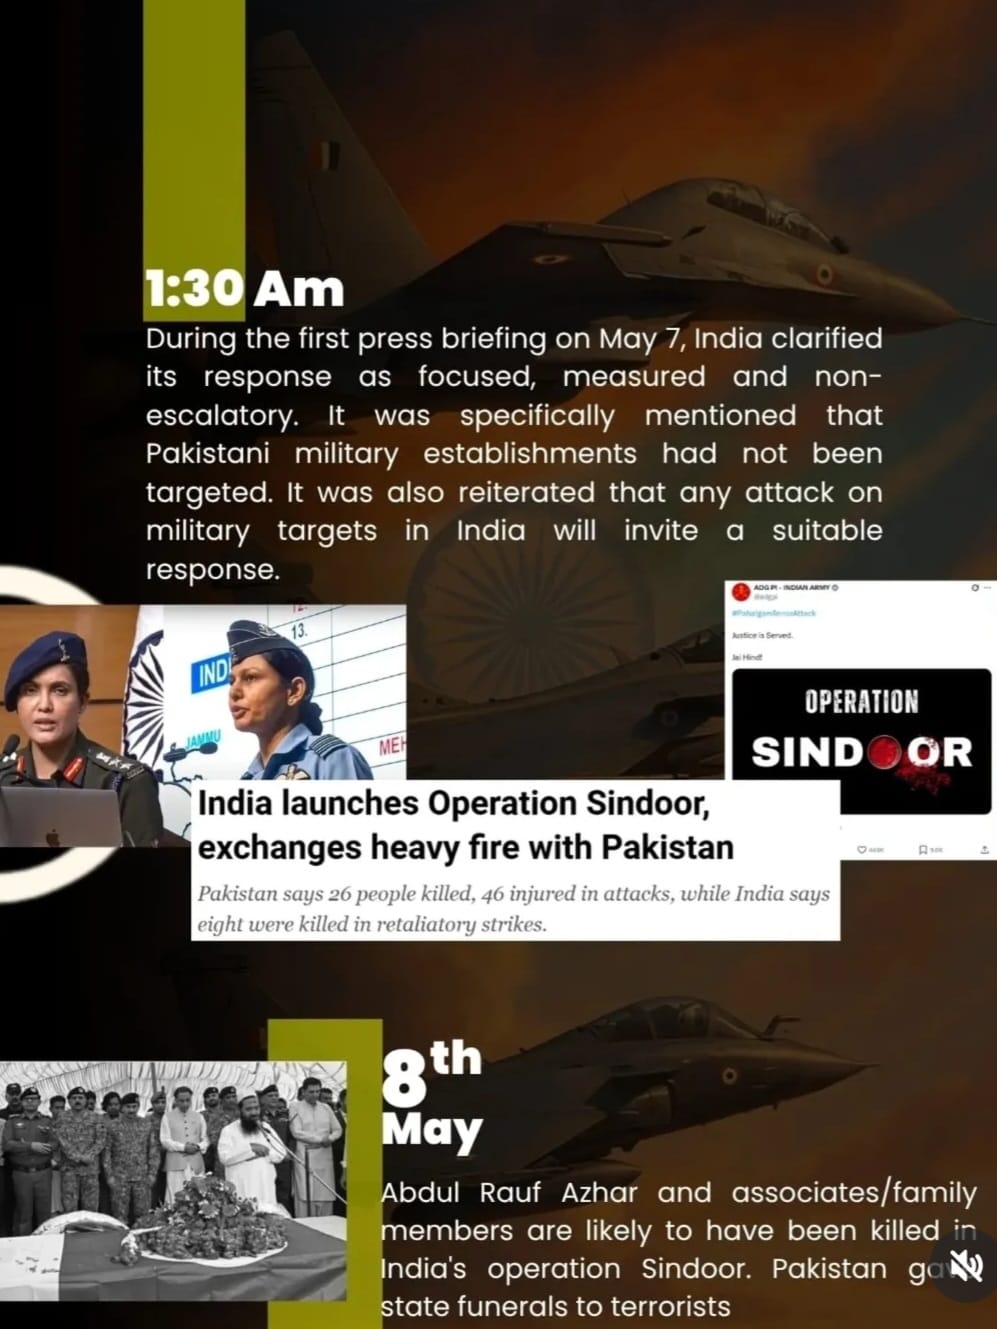 1:30 Am
During the first press briefing on May 7, India clarified
its response as focused, measured and non-
escalatory. It was specifically mentioned that
Pakistani military establishments had not been
targeted. It was also reiterated that any attack on
military targets in India will invite a suitable
response.
13.
IND
JAMMU
MEH
ADG PI - INDIAN ARMY
@adgpi
#PahalgamTerrorAttack
Justice is Served.
Jai Hind!
OPERATION
SINDOOR
India launches Operation Sindoor,
exchanges heavy fire with Pakistan
Pakistan says 26 people killed, 46 injured in attacks, while India says
eight were killed in retaliatory strikes.
8th
May
Abdul Rauf Azhar and associates/family
members are likely to have been killed in
India's operation Sindoor. Pakistan gave
state funerals to terrorists